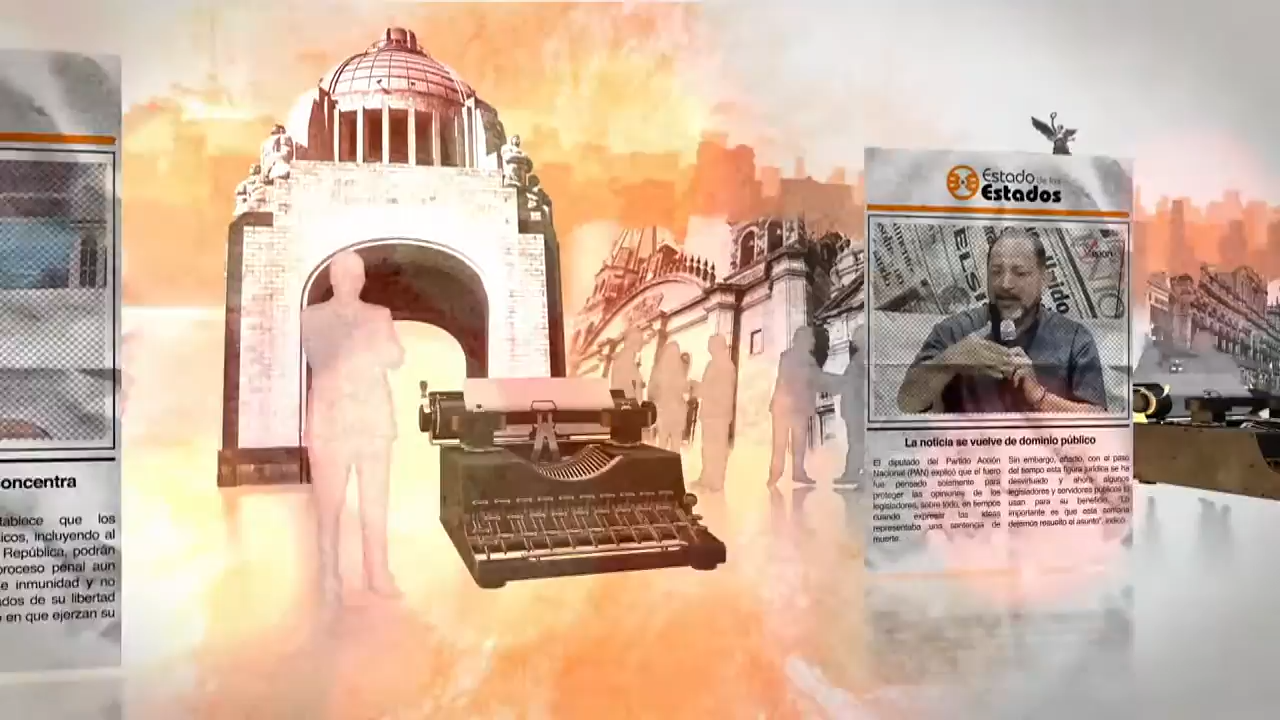 oncentra
tablece que los
icos, incluyendo al
República, podrán
proceso penal aun
e inmunidad y no
dos de su libertad
en que ejerzan su
Estado de los
Estados
La noticia se vuelve de dominio público
El diputado del Partido Acción
Nacional (PAN) explicó que el fuero
fue pensado solamente para
proteger las opiniones de los
legisladores, sobre todo, en tiempos
cuando expresar las ideas
representaba una sentencia de
muerte.
Sin embargo, añadió, con el paso
del tiempo esta figura jurídica se ha
desvirtuado y ahora algunos
legisladores y servidores públicos la
usan para su beneficio. "Lo
importante es que esta semana
dejemos resuelto el asunto", indicó.